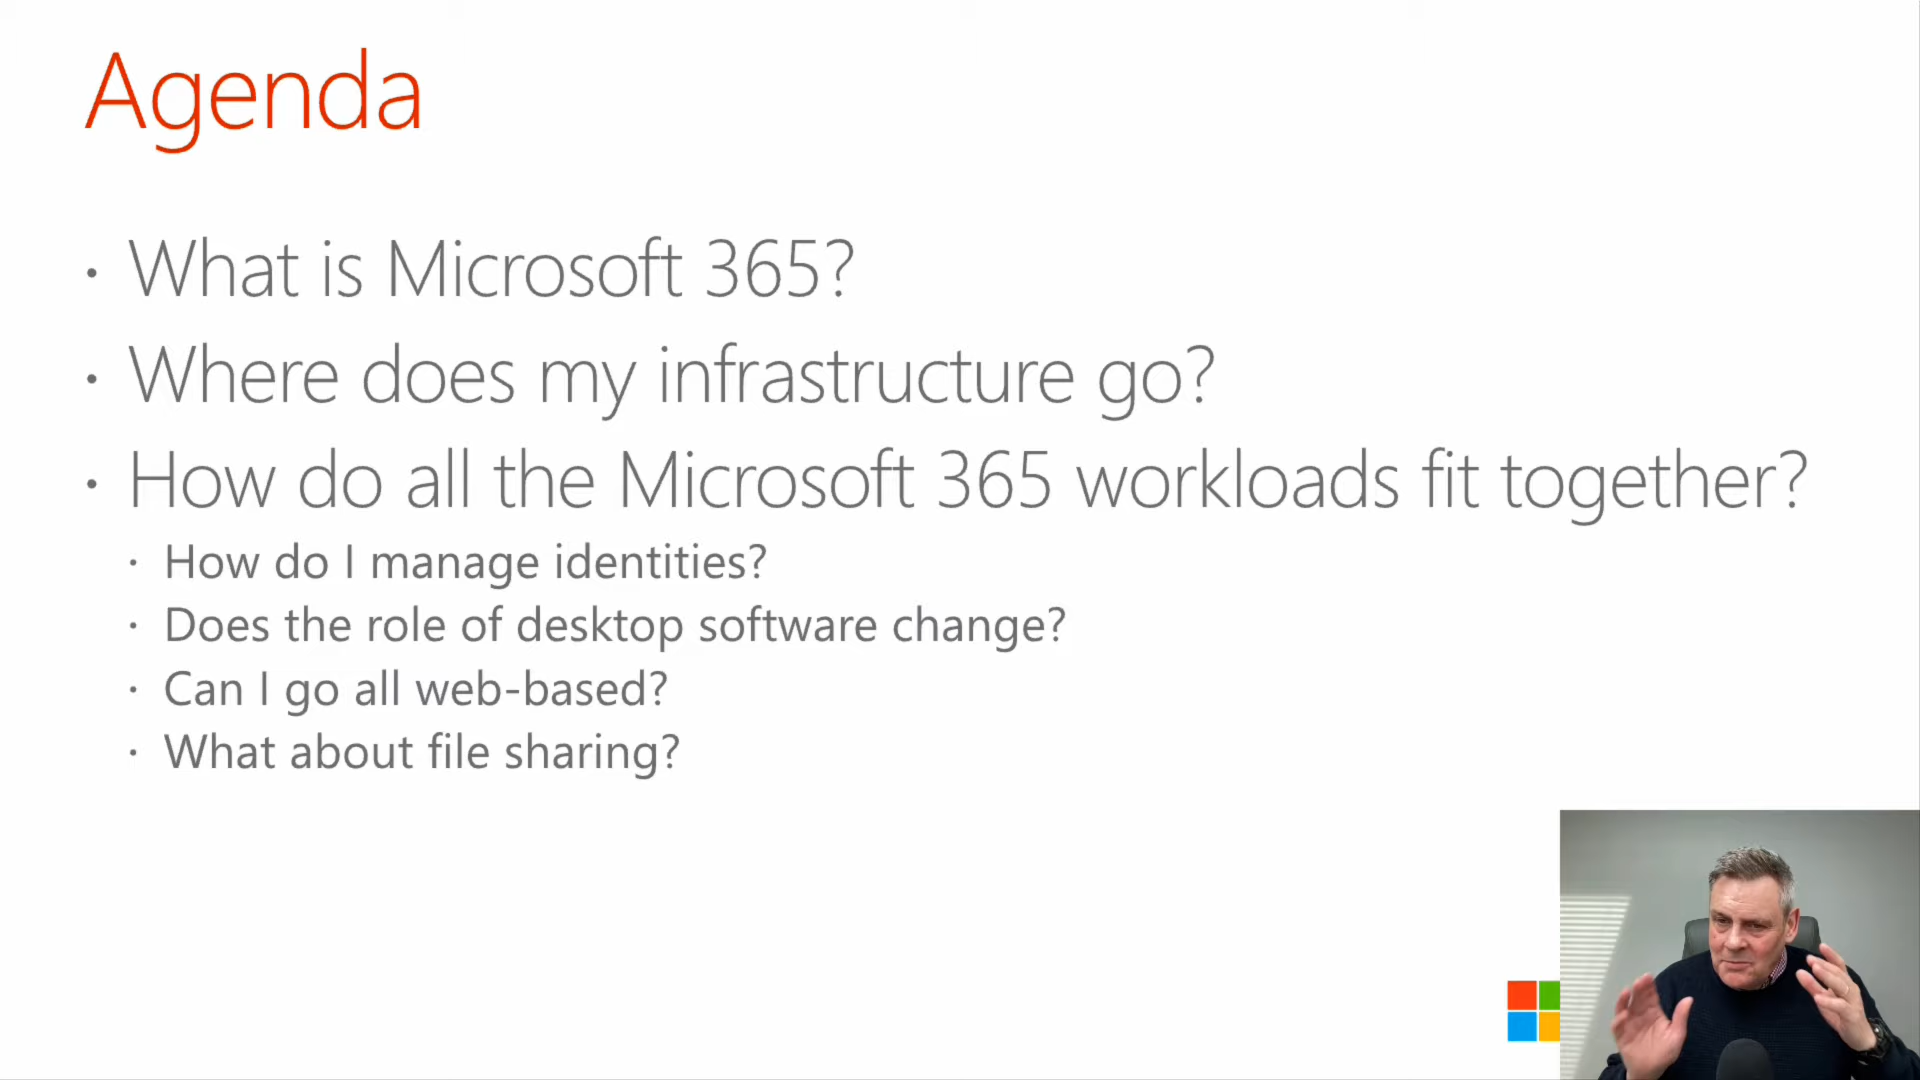 Agenda
· What is Microsoft 365?
· Where does my infrastructure go?
· How do all the Microsoft 365 workloads fit together?
· How do I manage identities?
· Does the role of desktop software change?
· Can I go all web-based?
· What about file sharing?